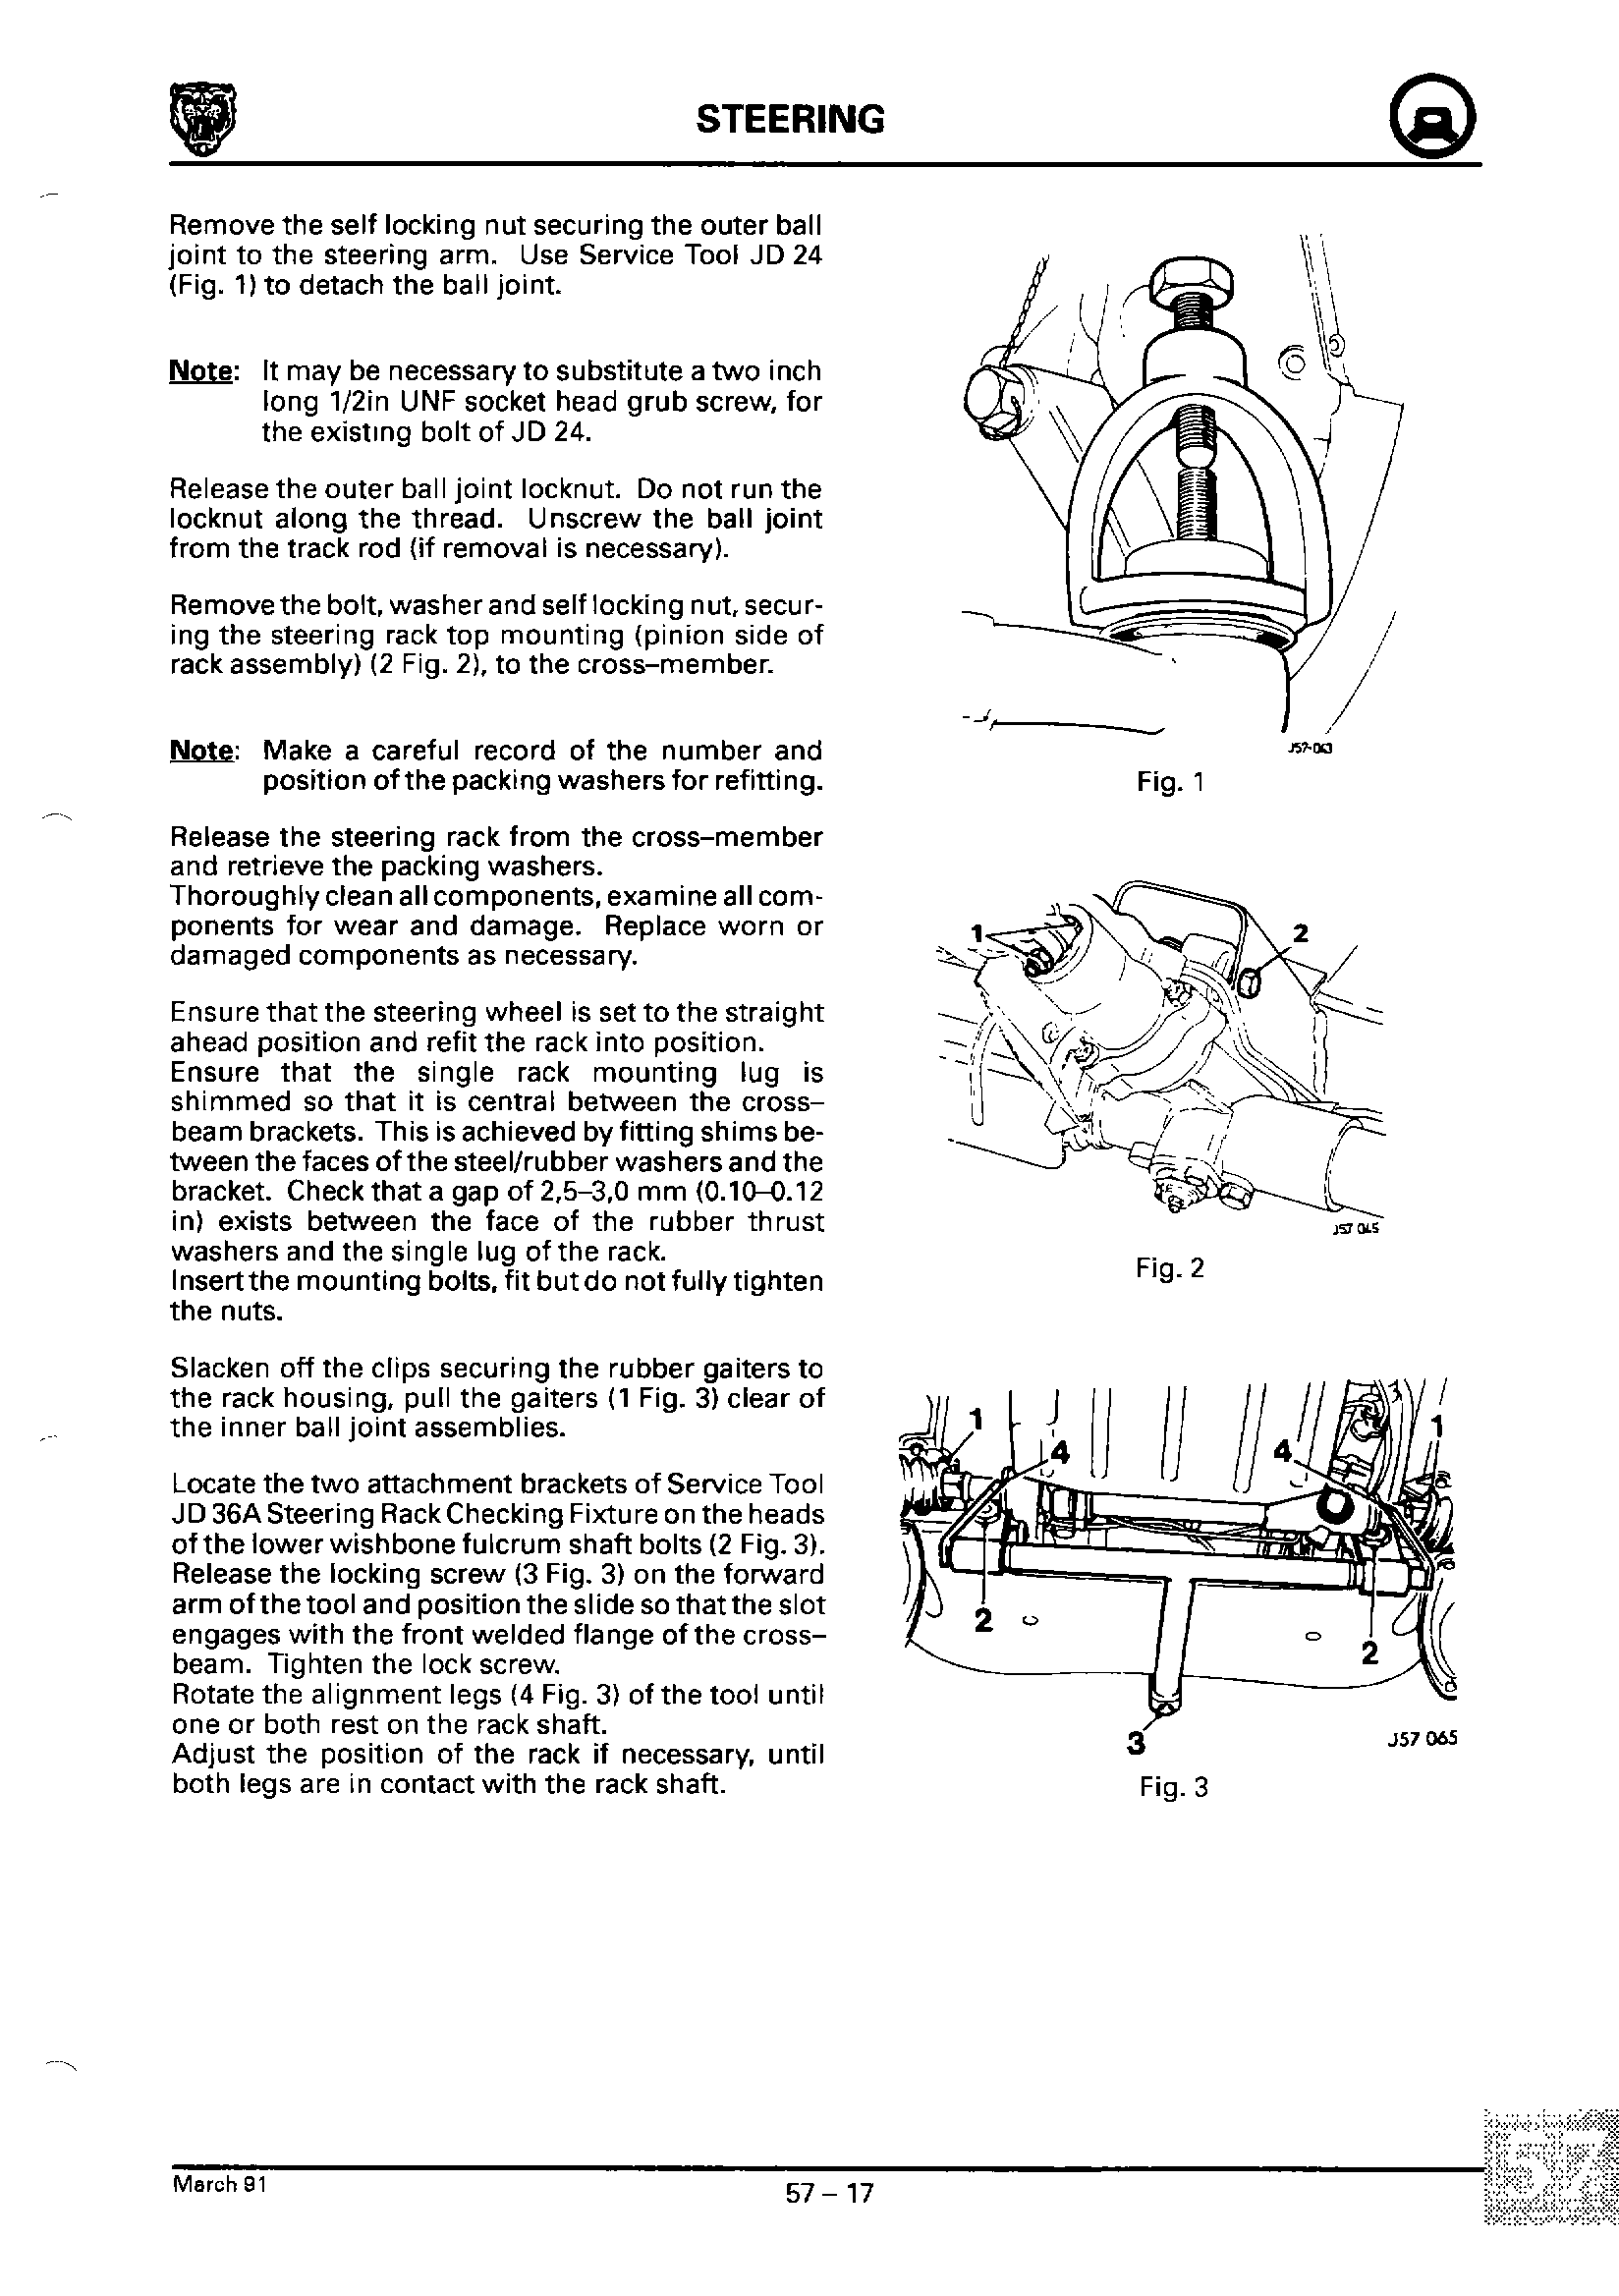 STEERING
Remove the self locking nut securing the outer ball
joint to the steering arm. Use Service Tool JD 24
(Fig. 1) to detach the ball joint.
Note: It may be necessary to substitute a two inch
long 1/2in UNF socket head grub screw, for
the existing bolt of JD 24.
Release the outer ball joint locknut. Do not run the
locknut along the thread. Unscrew the ball joint
from the track rod (if removal is necessary).
Remove the bolt, washer and self locking nut, secur-
ing the steering rack top mounting (pinion side of
rack assembly) (2 Fig. 2), to the cross–member.
Note: Make a careful record of the number and
position of the packing washers for refitting.
Release the steering rack from the cross–member
and retrieve the packing washers.
Thoroughly clean all components, examine all com-
ponents for wear and damage. Replace worn or
damaged components as necessary.
Ensure that the steering wheel is set to the straight
ahead position and refit the rack into position.
Ensure that the single rack mounting lug is
shimmed so that it is central between the cross–
beam brackets. This is achieved by fitting shims be-
tween the faces of the steel/rubber washers and the
bracket. Check that a gap of 2,5–3,0 mm (0.10–0.12
in) exists between the face of the rubber thrust
washers and the single lug of the rack.
Insert the mounting bolts, fit but do not fully tighten
the nuts.
Slacken off the clips securing the rubber gaiters to
the rack housing, pull the gaiters (1 Fig. 3) clear of
the inner ball joint assemblies.
Locate the two attachment brackets of Service Tool
JD 36A Steering Rack Checking Fixture on the heads
of the lower wishbone fulcrum shaft bolts (2 Fig. 3).
Release the locking screw (3 Fig. 3) on the forward
arm of the tool and position the slide so that the slot
engages with the front welded flange of the cross–
beam. Tighten the lock screw.
Rotate the alignment legs (4 Fig. 3) of the tool until
one or both rest on the rack shaft.
Adjust the position of the rack if necessary, until
both legs are in contact with the rack shaft.
J57-063
Fig. 1
1
2
J57 045
Fig. 2
1
4
4
1
2
2
3
J57 065
Fig. 3
March 91
57 – 17
57